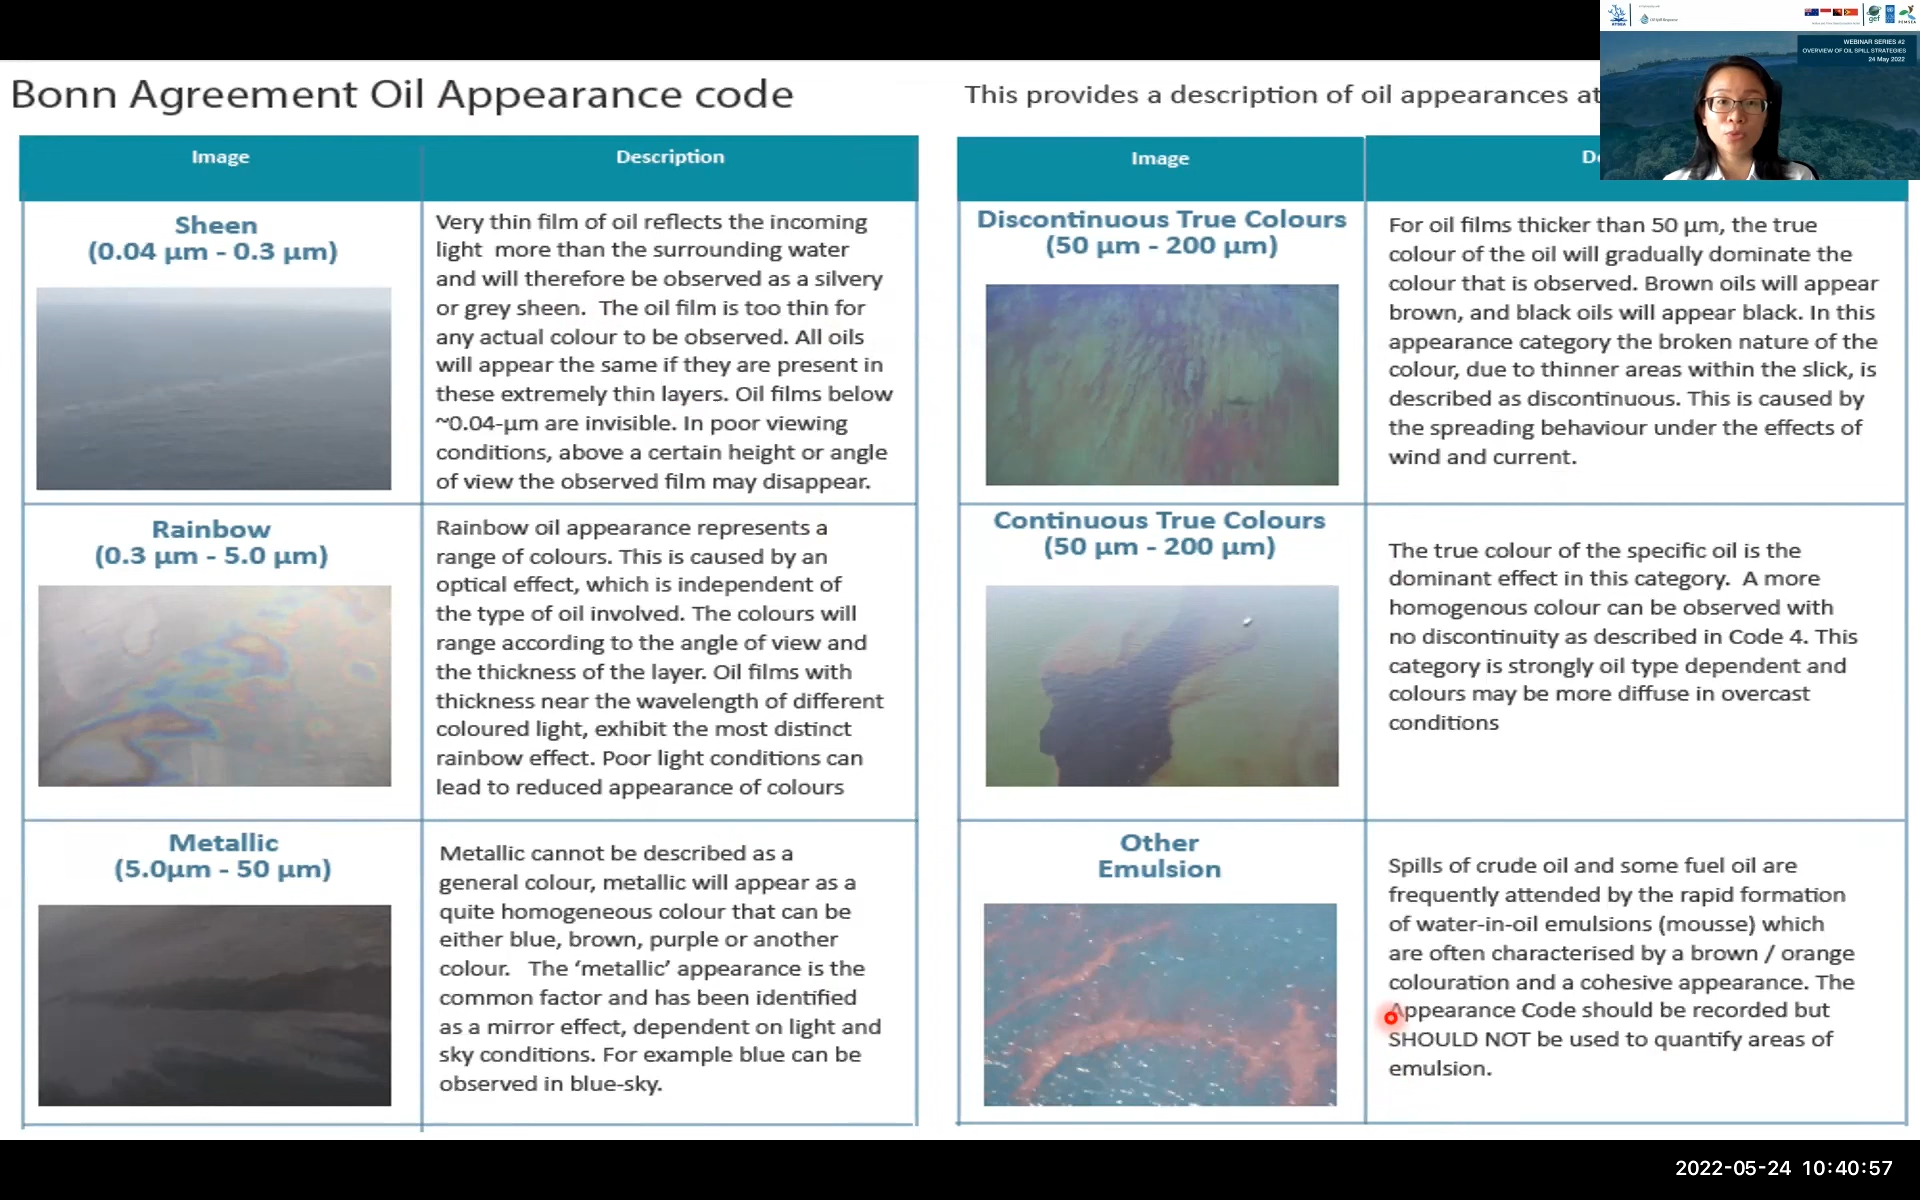 Bonn Agreement Oil Appearance code
This provides a description of oil appearances at
WEBINAR SERIES #2
OVERVIEW OF OIL SPILL STRATEGIES
24 May 2022
Image
Description
Sheen
(0.04 µm - 0.3 µm)
Very thin film of oil reflects the incoming
light more than the surrounding water
and will therefore be observed as a silvery
or grey sheen. The oil film is too thin for
any actual colour to be observed. All oils
will appear the same if they are present in
these extremely thin layers. Oil films below
~0.04-µm are invisible. In poor viewing
conditions, above a certain height or angle
of view the observed film may disappear.
Rainbow
(0.3 µm - 5.0 µm)
Rainbow oil appearance represents a
range of colours. This is caused by an
optical effect, which is independent of
the type of oil involved. The colours will
range according to the angle of view and
the thickness of the layer. Oil films with
thickness near the wavelength of different
coloured light, exhibit the most distinct
rainbow effect. Poor light conditions can
lead to reduced appearance of colours
Metallic
(5.0µm - 50 µm)
Metallic cannot be described as a
general colour, metallic will appear as a
quite homogeneous colour that can be
either blue, brown, purple or another
colour. The ‘metallic’ appearance is the
common factor and has been identified
as a mirror effect, dependent on light and
sky conditions. For example blue can be
observed in blue-sky.
Image
De
Discontinuous True Colours
(50 µm - 200 µm)
For oil films thicker than 50 µm, the true
colour of the oil will gradually dominate the
colour that is observed. Brown oils will appear
brown, and black oils will appear black. In this
appearance category the broken nature of the
colour, due to thinner areas within the slick, is
described as discontinuous. This is caused by
the spreading behaviour under the effects of
wind and current.
Continuous True Colours
(50 µm - 200 µm)
The true colour of the specific oil is the
dominant effect in this category. A more
homogenous colour can be observed with
no discontinuity as described in Code 4. This
category is strongly oil type dependent and
colours may be more diffuse in overcast
conditions
Other
Emulsion
Spills of crude oil and some fuel oil are
frequently attended by the rapid formation
of water-in-oil emulsions (mousse) which
are often characterised by a brown / orange
colouration and a cohesive appearance. The
Appearance Code should be recorded but
SHOULD NOT be used to quantify areas of
emulsion.
2022-05-24 10:40:57